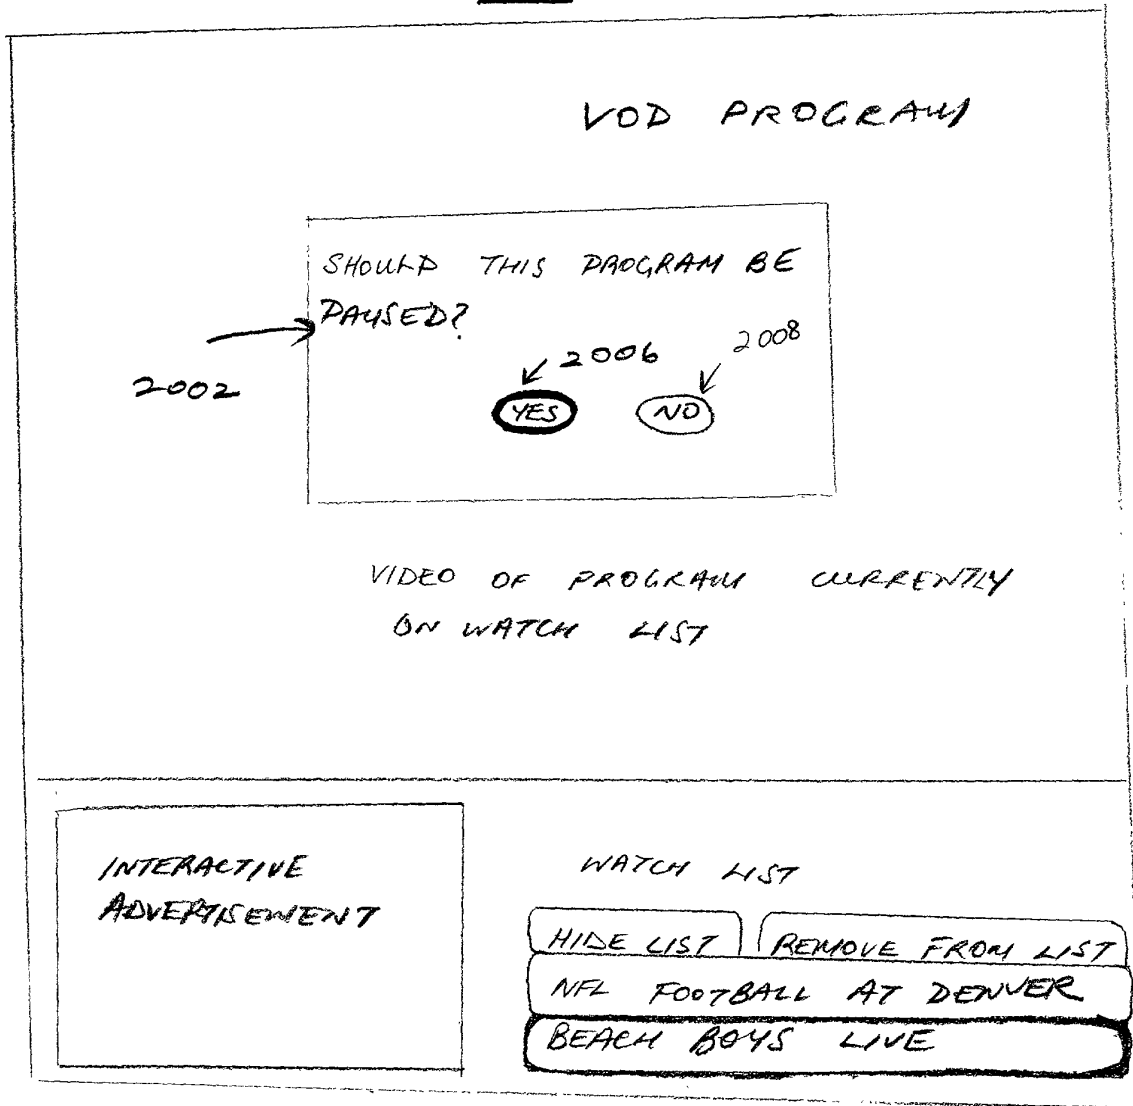 VOD PROGRAM
SHOULD THIS PROGRAM BE
PAUSED?
2002
2006
2008
YES
NO
VIDEO OF PROGRAM CURRENTLY
ON WATCH LIST
INTERACTIVE
ADVERTISEMENT
WATCH LIST
HIDE LIST
REMOVE FROM LIST
NFL FOOTBALL AT DENVER
BEACH BOYS LIVE